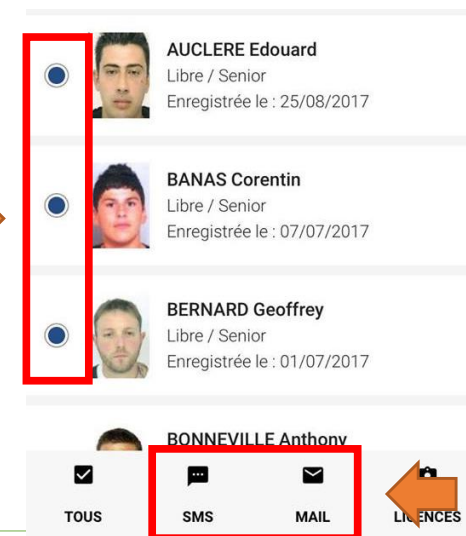 AUCLERE Edouard
Libre / Senior
Enregistrée le : 25/08/2017
BANAS Corentin
Libre / Senior
Enregistrée le : 07/07/2017
BERNARD Geoffrey
Libre / Senior
Enregistrée le : 01/07/2017
BONNEVILLE Anthony
TOUS
SMS
MAIL
LICENCES